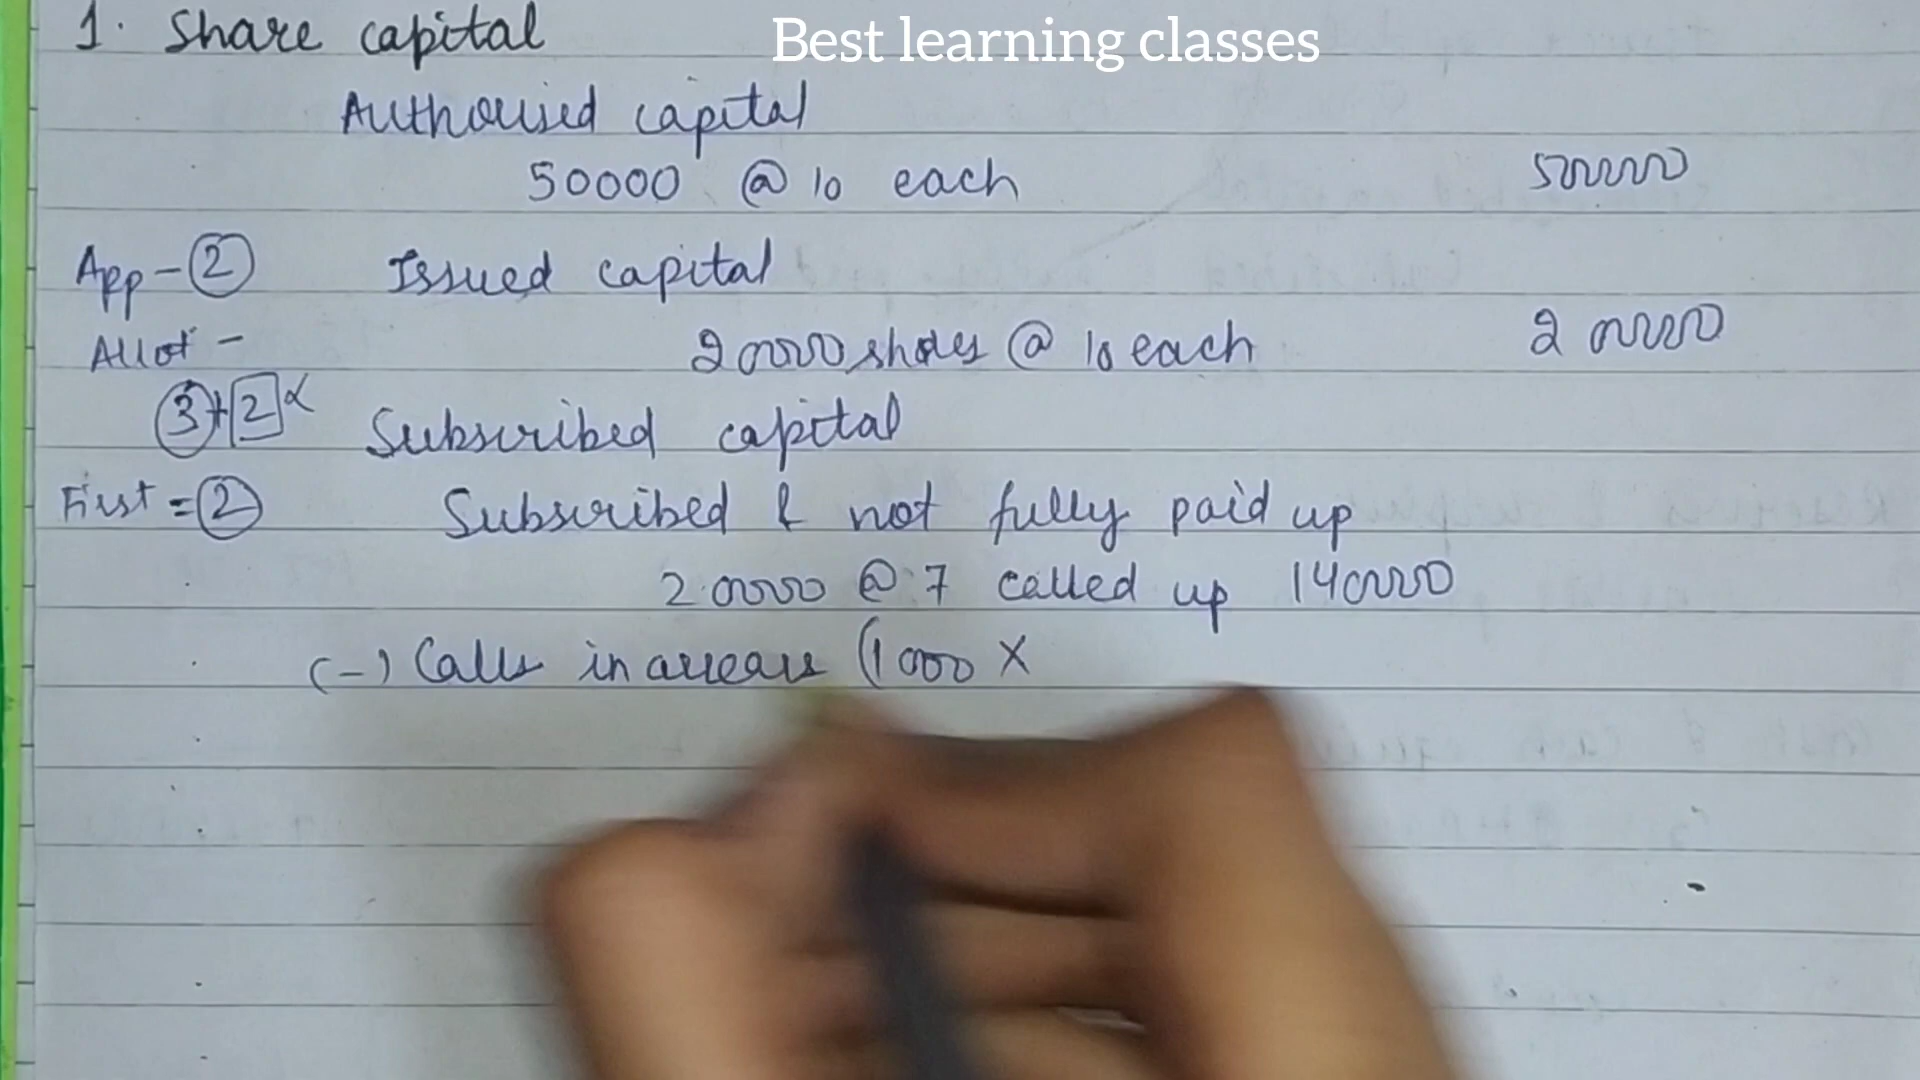 1. Share capital
Best learning classes
Authorised capital
50000 @ 10 each 500000
App - 2 Issued capital
Allot - 20000 shares @ 10 each 200000
3+2 Subscribed capital
First = 2 Subscribed & not fully paid up
20000 @ 7 called up 140000
(-) Calls in arrears (1000 X